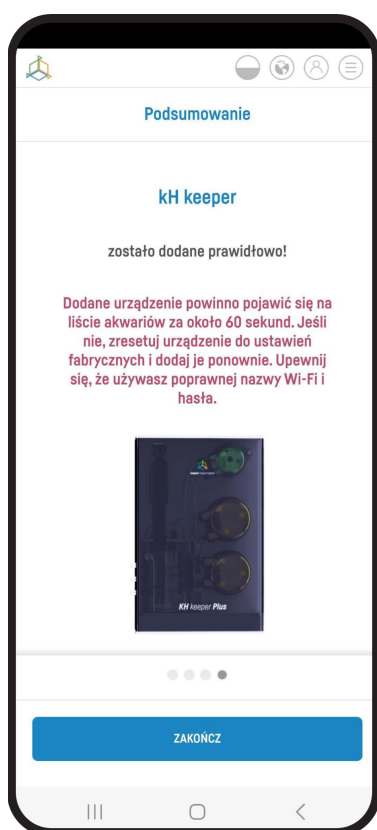 Podsumowanie
kH keeper
zostało dodane prawidłowo!
Dodane urządzenie powinno pojawić się na
liście akwariów za około 60 sekund. Jeśli
nie, zresetuj urządzenie do ustawień
fabrycznych i dodaj je ponownie. Upewnij
się, że używasz poprawnej nazwy Wi-Fi i
hasła.
KH keeper Plus
ZAKOŃCZ